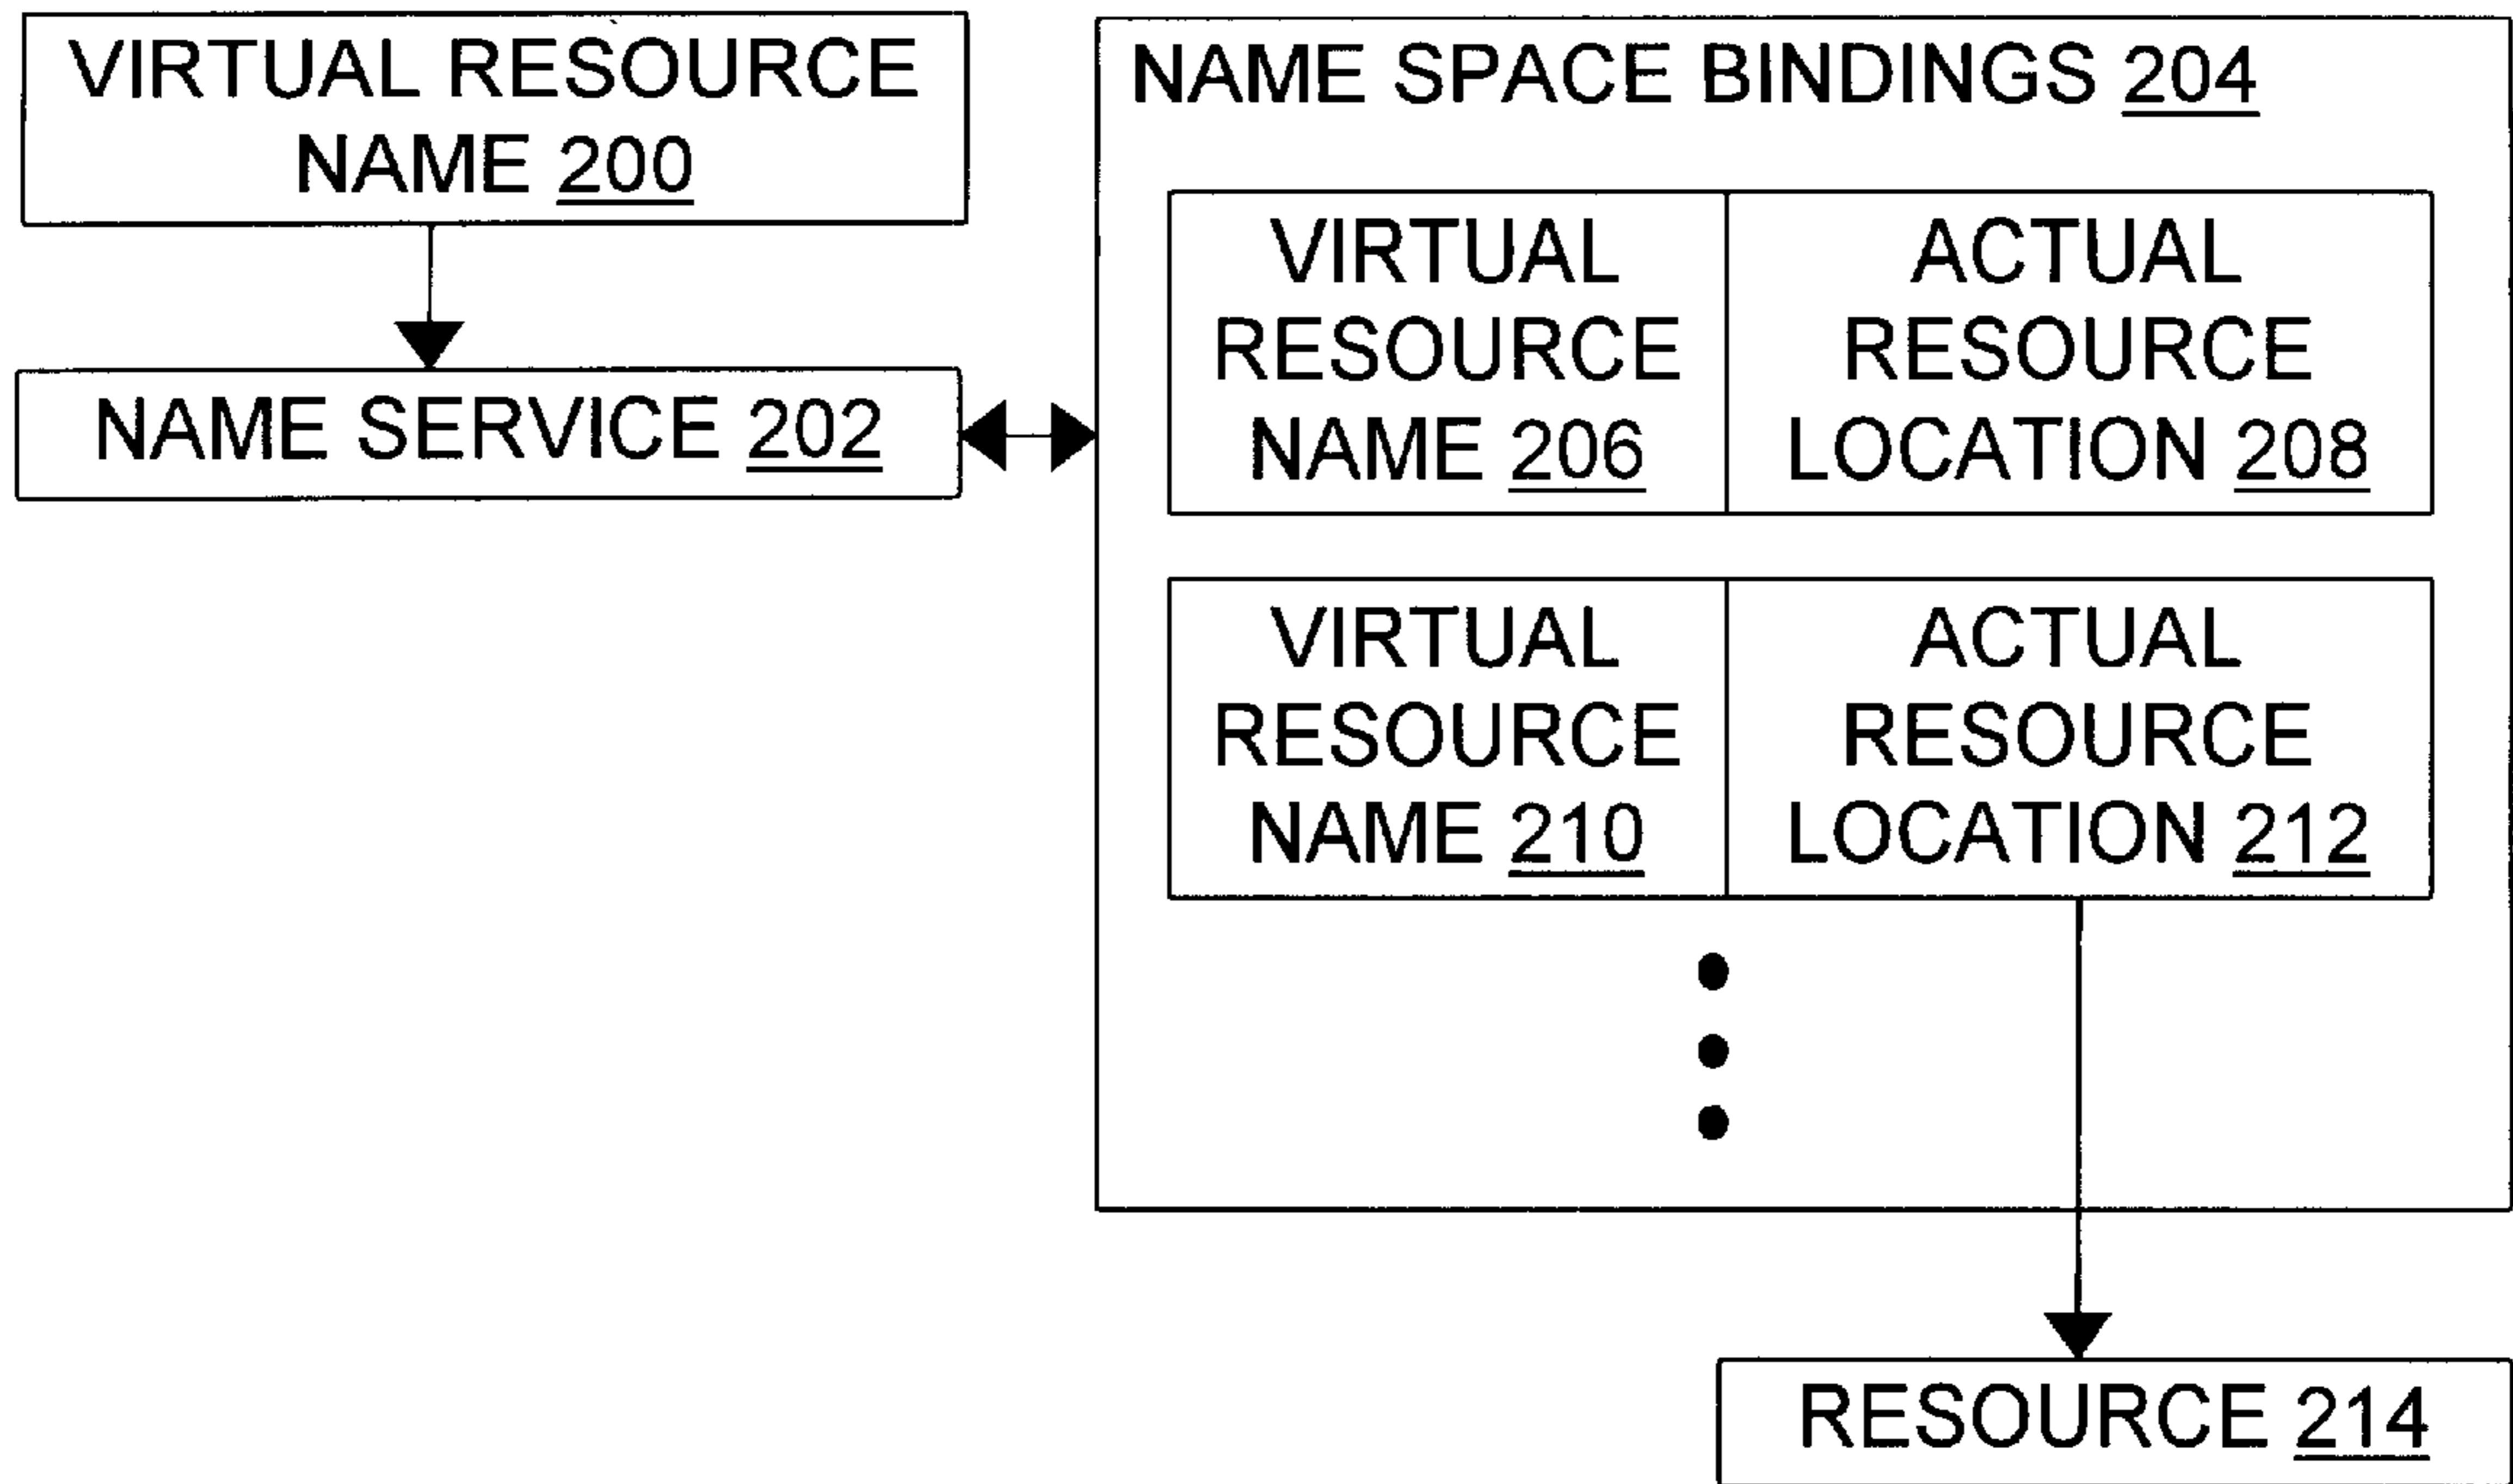 VIRTUAL RESOURCE
NAME 200
NAME SERVICE 202
NAME SPACE BINDINGS 204
VIRTUAL
RESOURCE
NAME 206
ACTUAL
RESOURCE
LOCATION 208
VIRTUAL
RESOURCE
NAME 210
ACTUAL
RESOURCE
LOCATION 212
RESOURCE 214